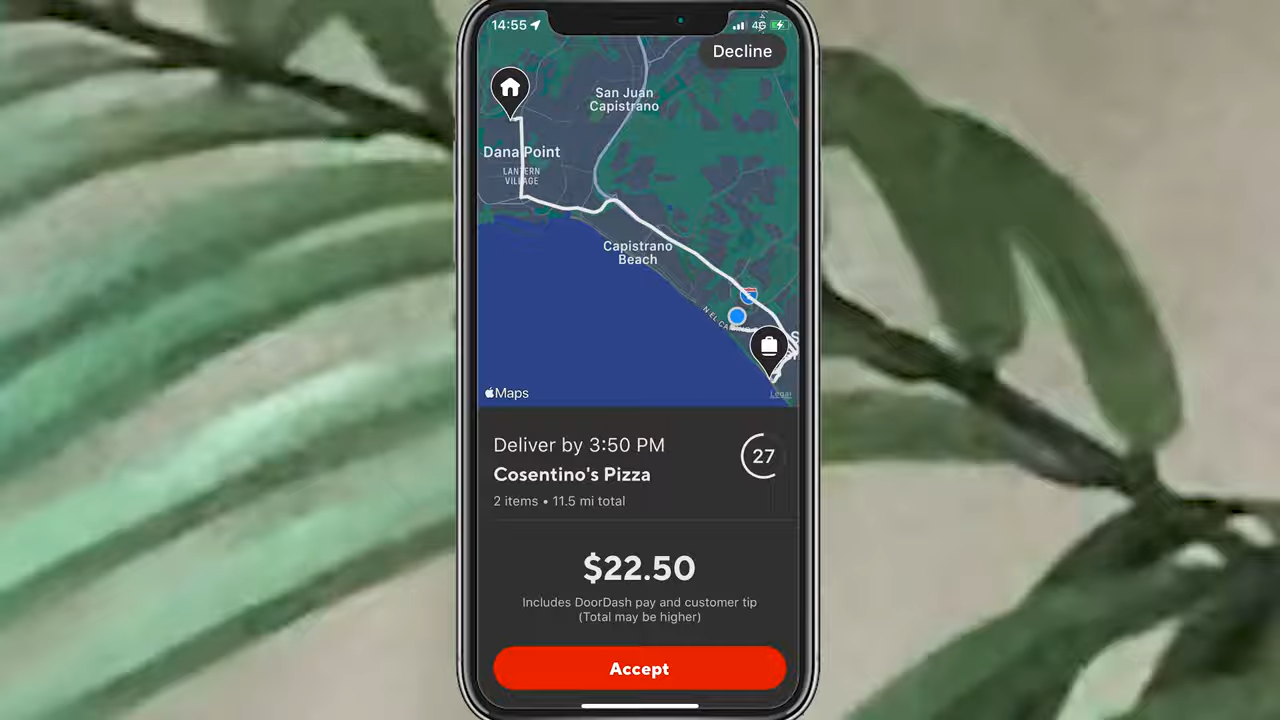 14:55
4G
Decline
San Juan
Capistrano
Dana Point
LANTERN
VILLAGE
Capistrano
Beach
N EL
Maps
Legal
Deliver by 3:50 PM
27
Cosentino's Pizza
2 items • 11.5 mi total
$22.50
Includes DoorDash pay and customer tip
(Total may be higher)
Accept